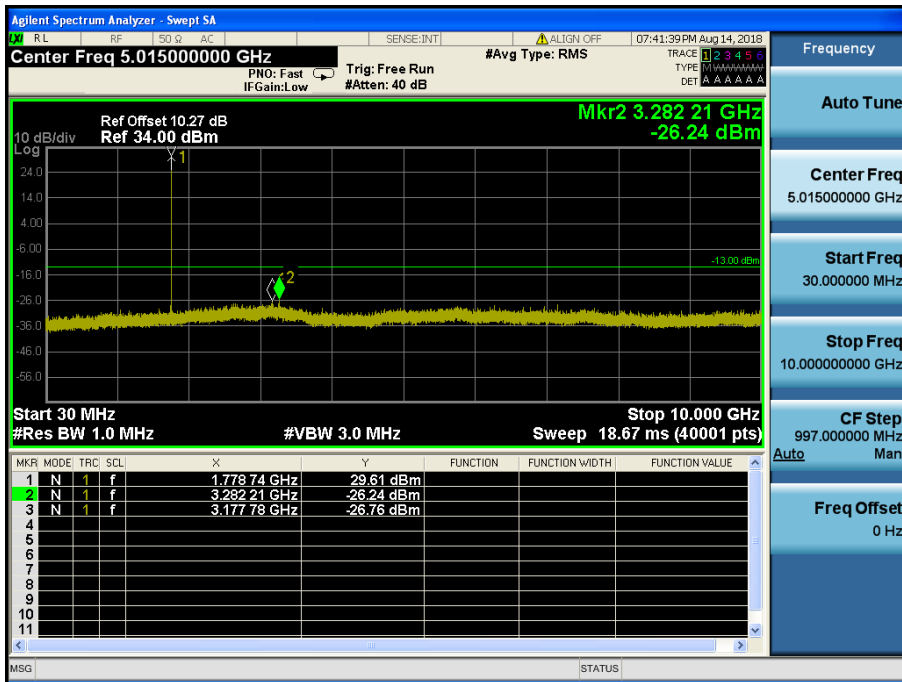 Agilent Spectrum Analyzer - Swept SA
LXI RL RF 50 Ω AC SENSE:INT ALIGN OFF 07:41:39PM Aug 14, 2018
Center Freq 5.015000000 GHz
PNO: Fast
IFGain:Low
Trig: Free Run
#Atten: 40 dB
#Avg Type: RMS
TRACE 1 2 3 4 5 6
TYPE M WWWWW
DET A A A A A A
Ref Offset 10.27 dB
10 dB/div Ref 34.00 dBm
Log
Mkr2 3.282 21 GHz
-26.24 dBm
1
24.0
14.0
4.00
-6.00
-13.00 dBm
-16.0
2
-26.0
-36.0
-46.0
-56.0
Start 30 MHz Stop 10.000 GHz
#Res BW 1.0 MHz #VBW 3.0 MHz Sweep 18.67 ms (40001 pts)
MKR MODE TRC SCL X Y FUNCTION FUNCTION WIDTH FUNCTION VALUE
1 N 1 f 1.778 74 GHz 29.61 dBm
2 N 1 f 3.282 21 GHz -26.24 dBm
3 N 1 f 3.177 78 GHz -26.76 dBm
4
5
6
7
8
9
10
11
MSG STATUS
Frequency
Auto Tune
Center Freq
5.015000000 GHz
Start Freq
30.000000 MHz
Stop Freq
10.000000000 GHz
CF Step
997.000000 MHz
Auto Man
Freq Offset
0 Hz